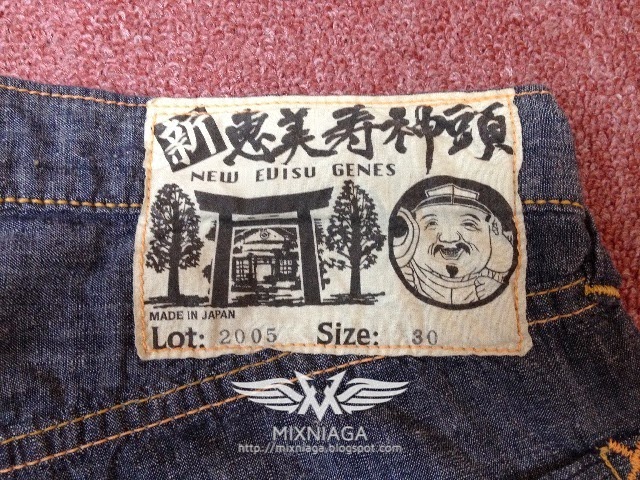 新 恵美寿神頭
NEW EVISU GENES
MADE IN JAPAN
Lot: 2005 Size: 30
MIXNIAGA
http://mixniaga.blogspot.com